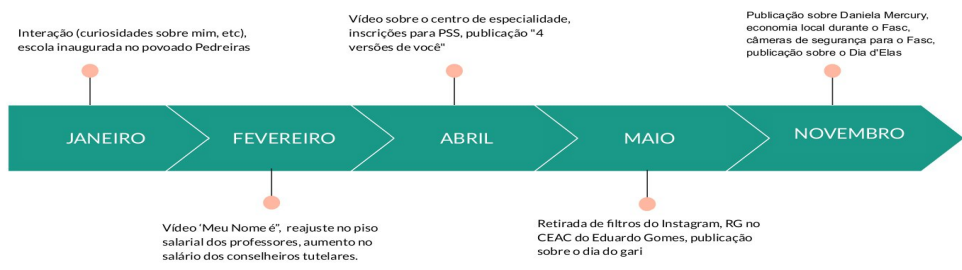 Interação (curiosidades sobre mim, etc),
escola inaugurada no povoado Pedreiras
Vídeo sobre o centro de especialidade,
inscrições para PSS, publicação "4
versões de você"
Publicação sobre Daniela Mercury,
economia local durante o Fasc,
câmeras de segurança para o Fasc,
publicação sobre o Dia d'Elas
JANEIRO
FEVEREIRO
ABRIL
MAIO
NOVEMBRO
Vídeo 'Meu Nome é", reajuste no piso
salarial dos professores, aumento no
salário dos conselheiros tutelares.
Retirada de filtros do Instagram, RG no
CEAC do Eduardo Gomes, publicação
sobre o dia do gari